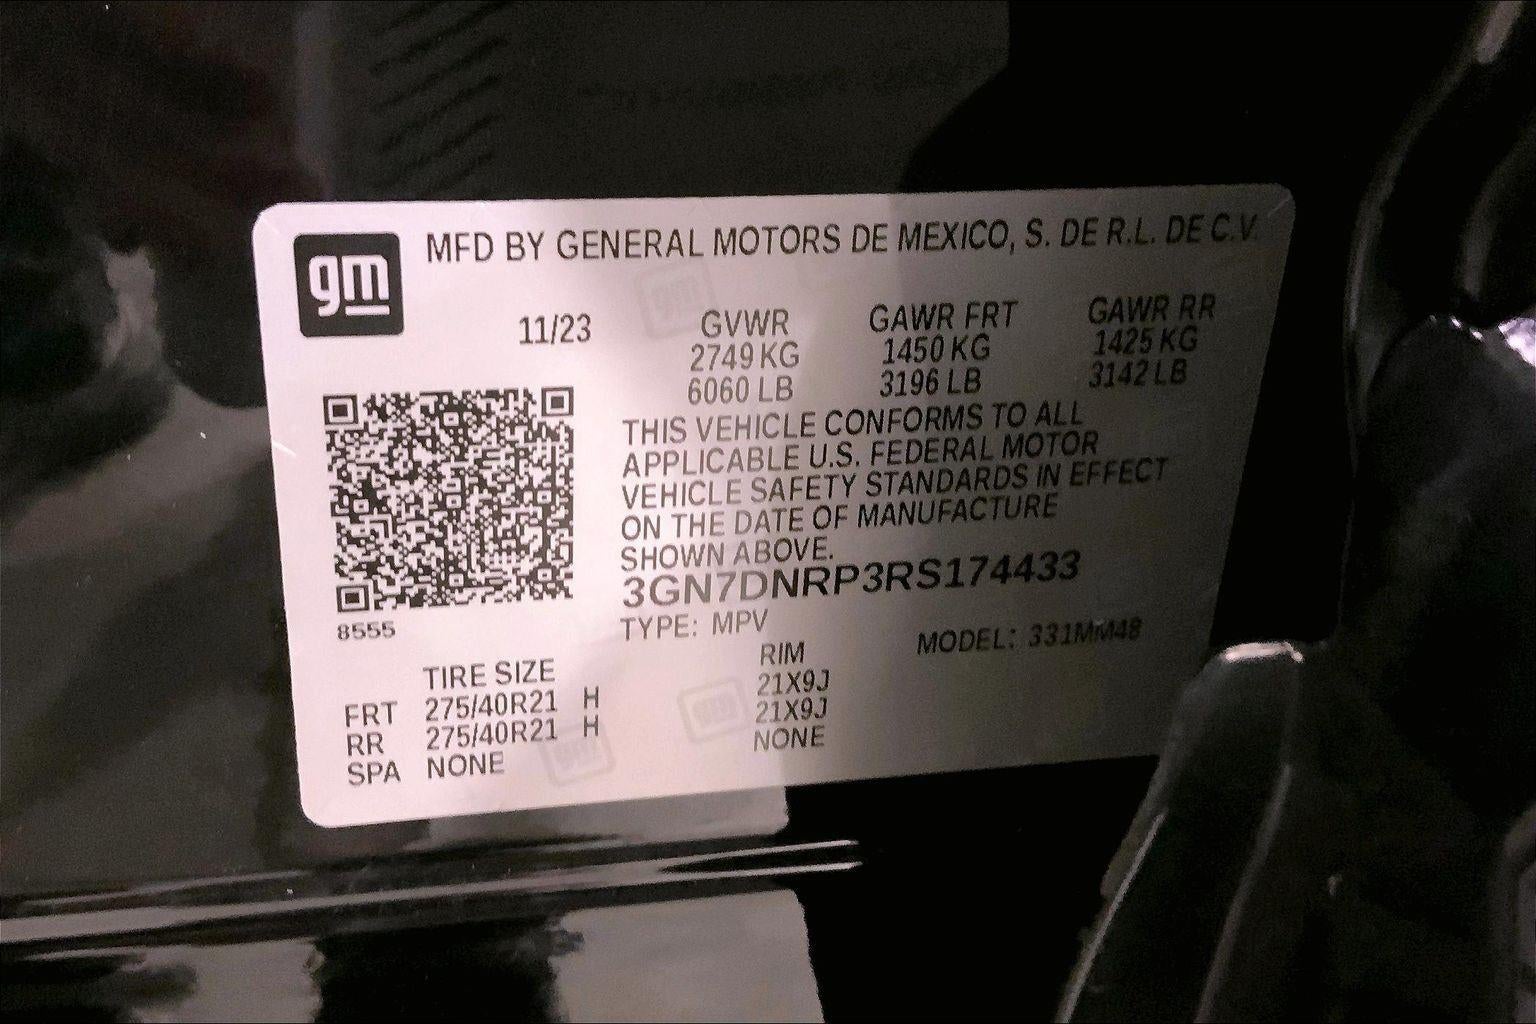 gm
MFD BY GENERAL MOTORS DE MEXICO, S. DE R.L. DE C.V.
11/23
GVWR GAWR FRT GAWR RR
2749 KG 1450 KG 1425 KG
6060 LB 3196 LB 3142 LB
THIS VEHICLE CONFORMS TO ALL
APPLICABLE U.S. FEDERAL MOTOR
VEHICLE SAFETY STANDARDS IN EFFECT
ON THE DATE OF MANUFACTURE
SHOWN ABOVE.
3GN7DNRP3RS174433
8555
TYPE: MPV MODEL: 331MM48
TIRE SIZE RIM
FRT 275/40R21 H 21X9J
RR 275/40R21 H 21X9J
SPA NONE NONE